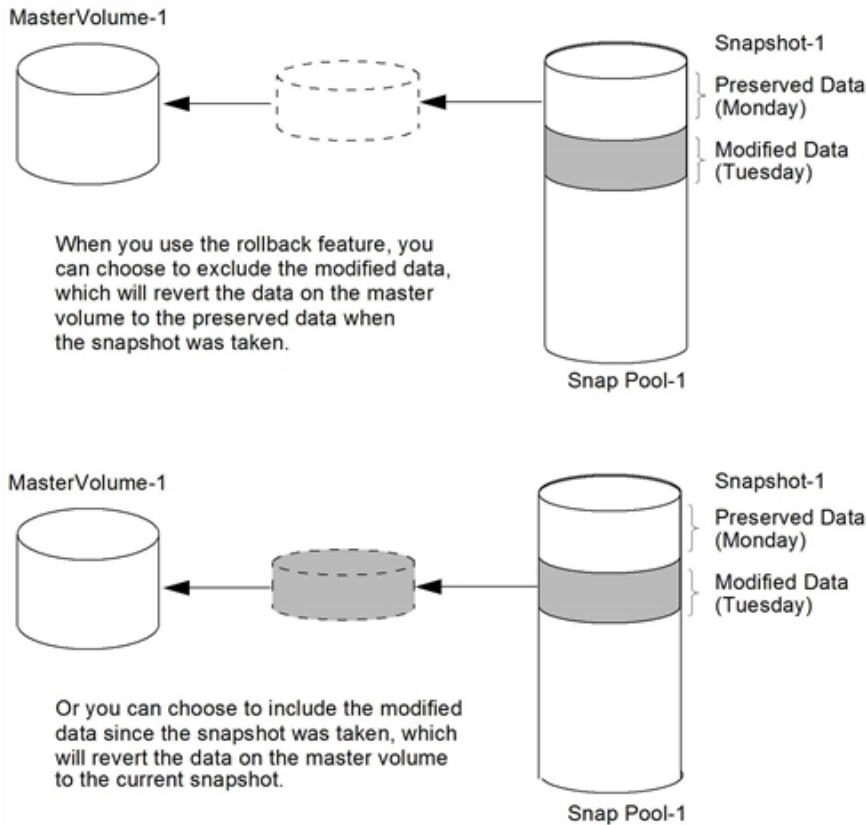 MasterVolume-1
Snapshot-1
Preserved Data
(Monday)
Modified Data
(Tuesday)
When you use the rollback feature, you
can choose to exclude the modified data,
which will revert the data on the master
volume to the preserved data when
the snapshot was taken.
Snap Pool-1
MasterVolume-1
Snapshot-1
Preserved Data
(Monday)
Modified Data
(Tuesday)
Or you can choose to include the modified
data since the snapshot was taken, which
will revert the data on the master volume
to the current snapshot.
Snap Pool-1